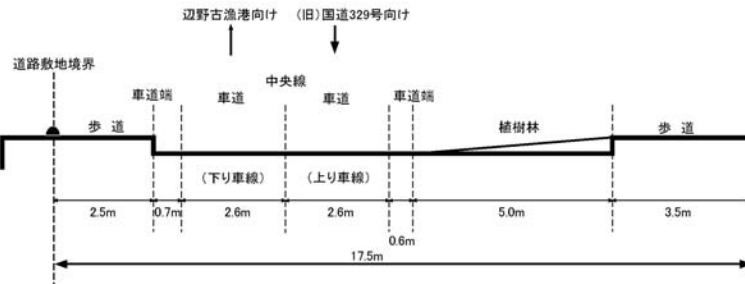 辺野古漁港向け (旧)国道329号向け
道路敷地境界
中央線
車道端 車道 車道 車道端
歩 道 植樹林 歩 道
(下り車線) (上り車線)
2.5m 0.7m 2.6m 2.6m 5.0m 3.5m
0.6m
17.5m